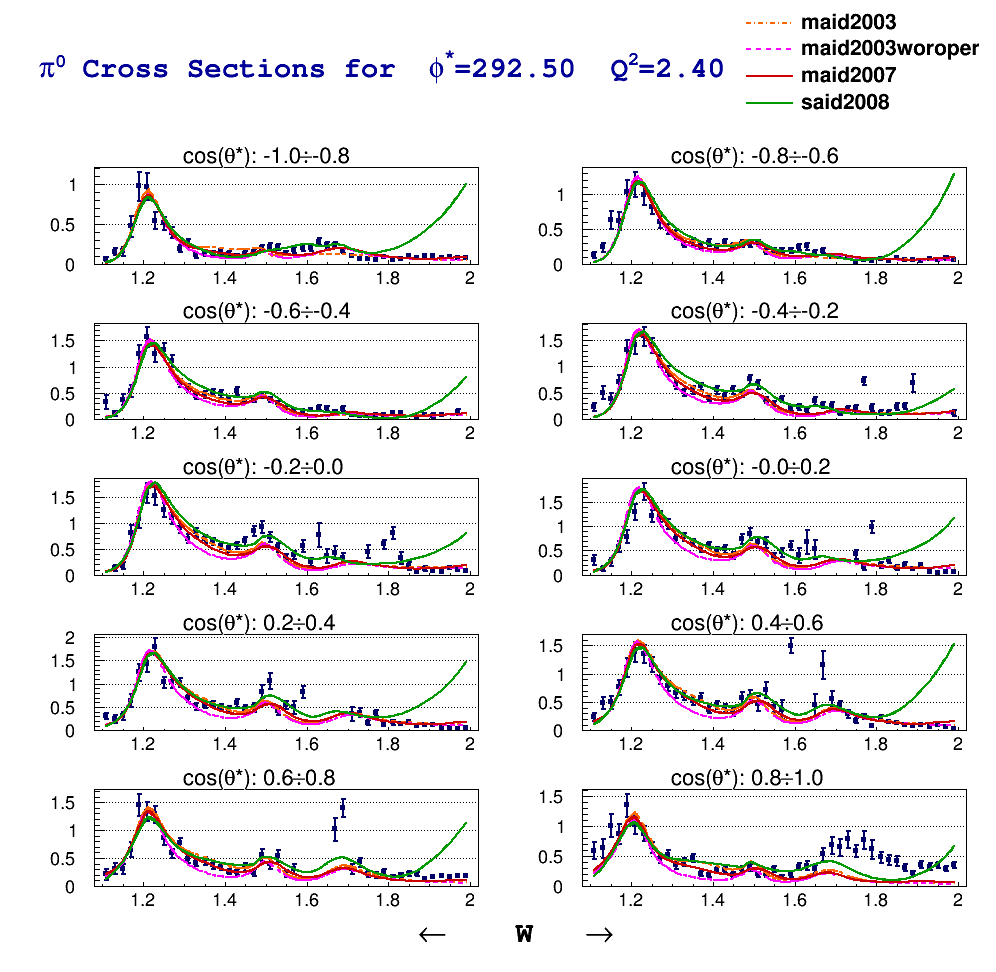 maid2003
maid2003woroper
maid2007
said2008
π⁰ Cross Sections for ϕ*=292.50 Q²=2.40
cos(θ*): -1.0÷-0.8
1
0.5
0
1.2 1.4 1.6 1.8 2
cos(θ*): -0.8÷-0.6
1
0.5
0
1.2 1.4 1.6 1.8 2
cos(θ*): -0.6÷-0.4
1.5
1
0.5
0
1.2 1.4 1.6 1.8 2
cos(θ*): -0.4÷-0.2
1.5
1
0.5
0
1.2 1.4 1.6 1.8 2
cos(θ*): -0.2÷0.0
1.5
1
0.5
0
1.2 1.4 1.6 1.8 2
cos(θ*): -0.0÷0.2
1.5
1
0.5
0
1.2 1.4 1.6 1.8 2
cos(θ*): 0.2÷0.4
2
1.5
1
0.5
0
1.2 1.4 1.6 1.8 2
cos(θ*): 0.4÷0.6
1.5
1
0.5
0
1.2 1.4 1.6 1.8 2
cos(θ*): 0.6÷0.8
1.5
1
0.5
0
1.2 1.4 1.6 1.8 2
cos(θ*): 0.8÷1.0
1.5
1
0.5
0
1.2 1.4 1.6 1.8 2
← W →